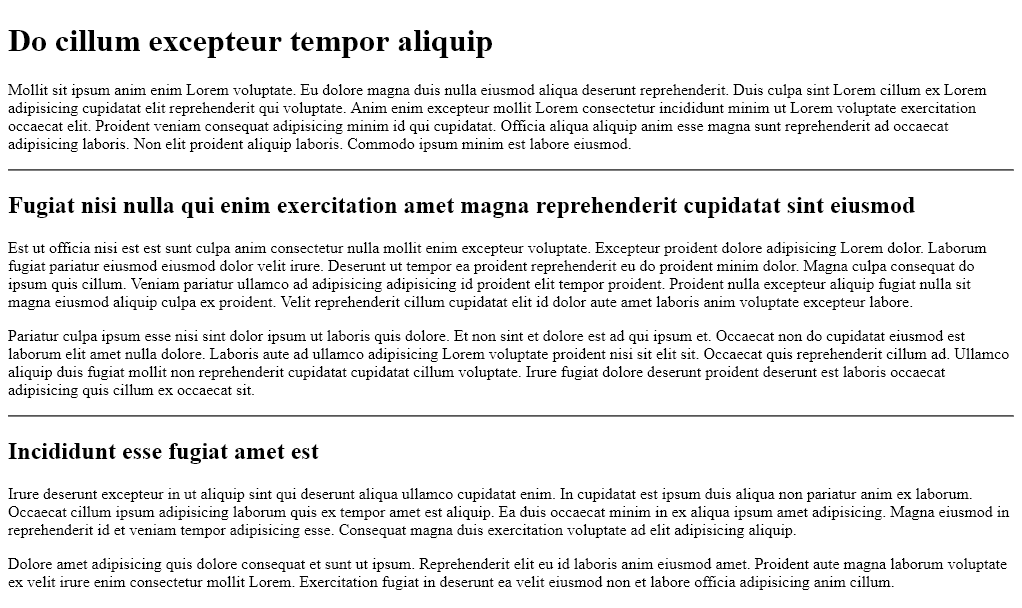 Do cillum excepteur tempor aliquip
Mollit sit ipsum anim enim Lorem voluptate. Eu dolore magna duis nulla eiusmod aliqua deserunt reprehenderit. Duis culpa sint Lorem cillum ex Lorem
adipisicing cupidatat elit reprehenderit qui voluptate. Anim enim excepteur mollit Lorem consectetur incididunt minim ut Lorem voluptate exercitation
occaecat elit. Proident veniam consequat adipisicing minim id qui cupidatat. Officia aliqua aliquip anim esse magna sunt reprehenderit ad occaecat
adipisicing laboris. Non elit proident aliquip laboris. Commodo ipsum minim est labore eiusmod.
Fugiat nisi nulla qui enim exercitation amet magna reprehenderit cupidatat sint eiusmod
Est ut officia nisi est est sunt culpa anim consectetur nulla mollit enim excepteur voluptate. Excepteur proident dolore adipisicing Lorem dolor. Laborum
fugiat pariatur eiusmod eiusmod dolor velit irure. Deserunt ut tempor ea proident reprehenderit eu do proident minim dolor. Magna culpa consequat do
ipsum quis cillum. Veniam pariatur ullamco ad adipisicing adipisicing id proident elit tempor proident. Proident nulla excepteur aliquip fugiat nulla sit
magna eiusmod aliquip culpa ex proident. Velit reprehenderit cillum cupidatat elit id dolor aute amet laboris anim voluptate excepteur labore.
Pariatur culpa ipsum esse nisi sint dolor ipsum ut laboris quis dolore. Et non sint et dolore est ad qui ipsum et. Occaecat non do cupidatat eiusmod est
laborum elit amet nulla dolore. Laboris aute ad ullamco adipisicing Lorem voluptate proident nisi sit elit sit. Occaecat quis reprehenderit cillum ad. Ullamco
aliquip duis fugiat mollit non reprehenderit cupidatat cupidatat cillum voluptate. Irure fugiat dolore deserunt proident deserunt est laboris occaecat
adipisicing quis cillum ex occaecat sit.
Incididunt esse fugiat amet est
Irure deserunt excepteur in ut aliquip sint qui deserunt aliqua ullamco cupidatat enim. In cupidatat est ipsum duis aliqua non pariatur anim ex laborum.
Occaecat cillum ipsum adipisicing laborum quis ex tempor amet est aliquip. Ea duis occaecat minim in ex aliqua ipsum amet adipisicing. Magna eiusmod in
reprehenderit id et veniam tempor adipisicing esse. Consequat magna duis exercitation voluptate ad elit adipisicing aliquip.
Dolore amet adipisicing quis dolore consequat et sunt ut ipsum. Reprehenderit elit eu id laboris anim eiusmod amet. Proident aute magna laborum voluptate
ex velit irure enim consectetur mollit Lorem. Exercitation fugiat in deserunt ea velit eiusmod non et labore officia adipisicing anim cillum.